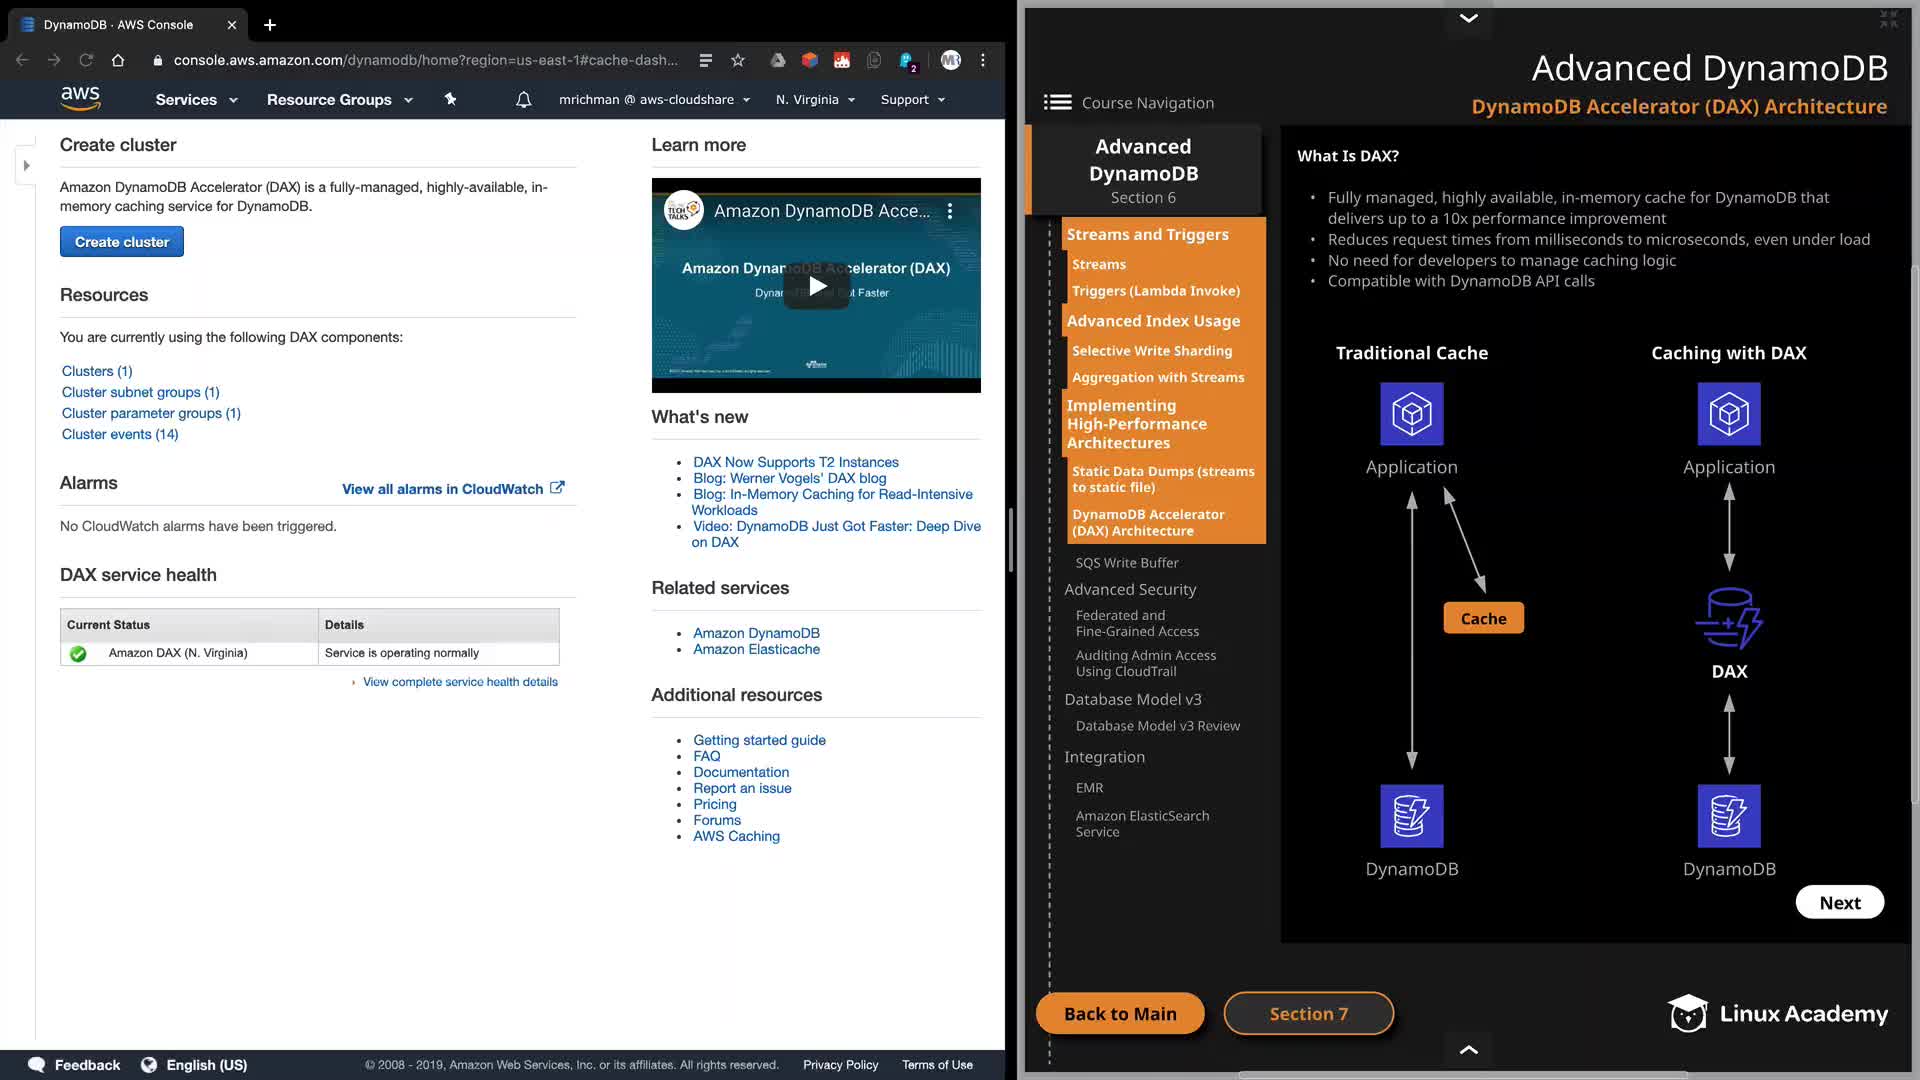 DynamoDB · AWS Console
console.aws.amazon.com/dynamodb/home?region=us-east-1#cache-dash...
2
aws
Services
Resource Groups
mrichman @ aws-cloudshare
N. Virginia
Support
Create cluster
Amazon DynamoDB Accelerator (DAX) is a fully-managed, highly-available, in-
memory caching service for DynamoDB.
Create cluster
Resources
You are currently using the following DAX components:
Clusters (1)
Cluster subnet groups (1)
Cluster parameter groups (1)
Cluster events (14)
Alarms
View all alarms in CloudWatch
No CloudWatch alarms have been triggered.
DAX service health
Current Status
Details
Amazon DAX (N. Virginia)
Service is operating normally
View complete service health details
Learn more
TECH
TALKS
Amazon DynamoDB Acce...
Amazon DynamoDB Accelerator (DAX)
What's new
DAX Now Supports T2 Instances
Blog: Werner Vogels' DAX blog
Blog: In-Memory Caching for Read-Intensive
Workloads
Video: DynamoDB Just Got Faster: Deep Dive
on DAX
Related services
Amazon DynamoDB
Amazon Elasticache
Additional resources
Getting started guide
FAQ
Documentation
Report an issue
Pricing
Forums
AWS Caching
Feedback
English (US)
© 2008 - 2019, Amazon Web Services, Inc. or its affiliates. All rights reserved.
Privacy Policy
Terms of Use
Advanced DynamoDB
DynamoDB Accelerator (DAX) Architecture
Course Navigation
Advanced
DynamoDB
Section 6
Streams and Triggers
Streams
Triggers (Lambda Invoke)
Advanced Index Usage
Selective Write Sharding
Aggregation with Streams
Implementing
High-Performance
Architectures
Static Data Dumps (streams
to static file)
DynamoDB Accelerator
(DAX) Architecture
SQS Write Buffer
Advanced Security
Federated and
Fine-Grained Access
Auditing Admin Access
Using CloudTrail
Database Model v3
Database Model v3 Review
Integration
EMR
Amazon ElasticSearch
Service
What Is DAX?
• Fully managed, highly available, in-memory cache for DynamoDB that
delivers up to a 10x performance improvement
• Reduces request times from milliseconds to microseconds, even under load
• No need for developers to manage caching logic
• Compatible with DynamoDB API calls
Traditional Cache
Caching with DAX
Application
Application
Cache
DAX
DynamoDB
DynamoDB
Next
Back to Main
Section 7
Linux Academy